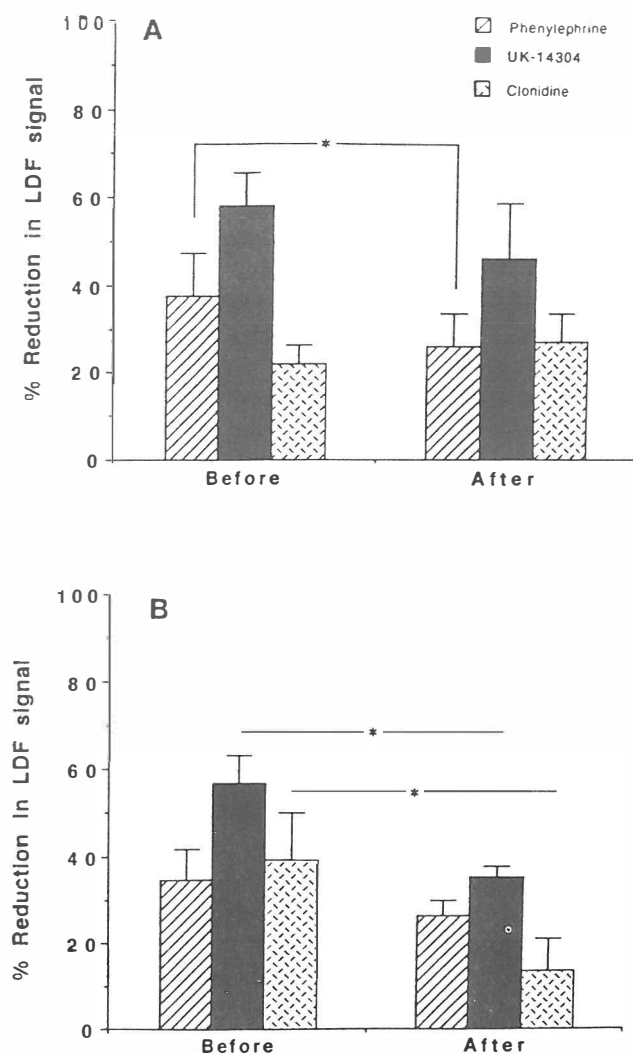 A
Phenylephrine
UK-14304
Clonidine
% Reduction in LDF signal
100
80
60
40
20
0
*
Before
After
B
% Reduction In LDF signal
100
80
60
40
20
0
*
*
Before
After